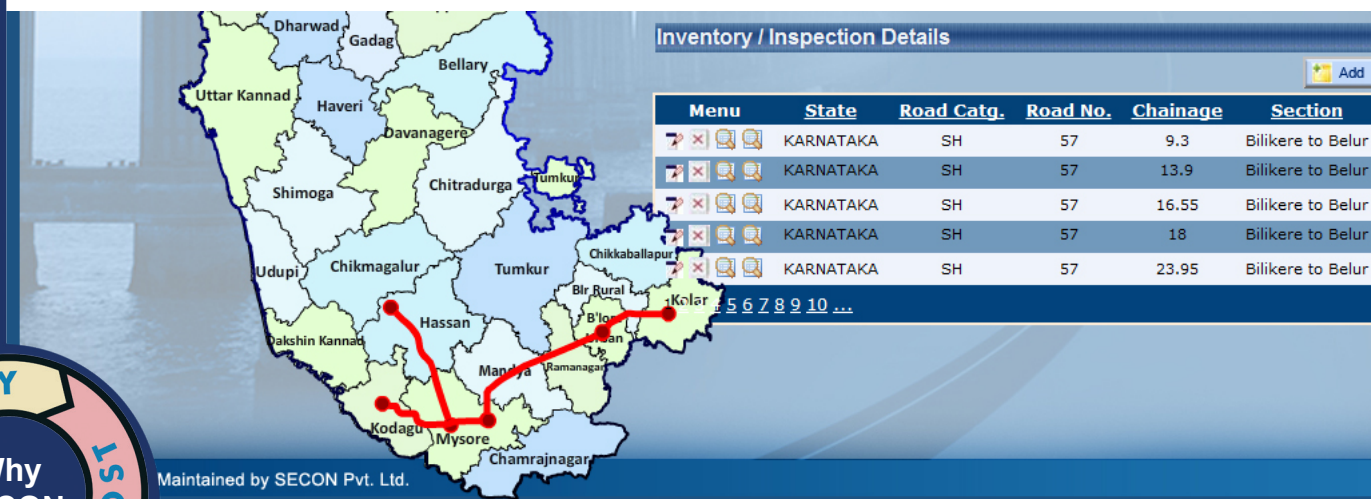 Dharwad
Gadag
Bellary
Uttar Kannad
Haveri
Davanagere
Shimoga
Chitradurga
Tumkur
Udupi
Chikmagalur
Tumkur
Chikkaballapur
Blr Rural
Kolar
Hassan
Dakshin Kannad
Mandya
Ramanagar
Kodagu
Mysore
Chamrajnagar
Inventory / Inspection Details
Add
Menu State Road Catg. Road No. Chainage Section
KARNATAKA SH 57 9.3 Bilikere to Belur
KARNATAKA SH 57 13.9 Bilikere to Belur
KARNATAKA SH 57 16.55 Bilikere to Belur
KARNATAKA SH 57 18 Bilikere to Belur
KARNATAKA SH 57 23.95 Bilikere to Belur
5 6 7 8 9 10 ...
Maintained by SECON Pvt. Ltd.